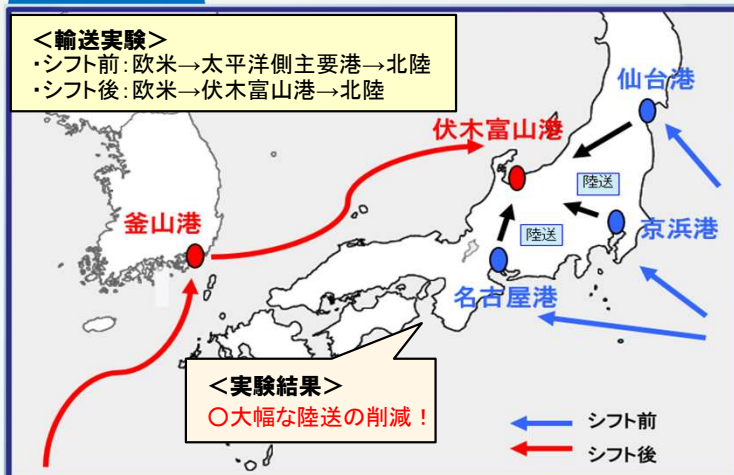 ＜輸送実験＞
・シフト前：欧米→太平洋側主要港→北陸
・シフト後：欧米→伏木富山港→北陸
仙台港
伏木富山港
陸送
釜山港
京浜港
陸送
名古屋港
＜実験結果＞
〇大幅な陸送の削減！
シフト前
シフト後